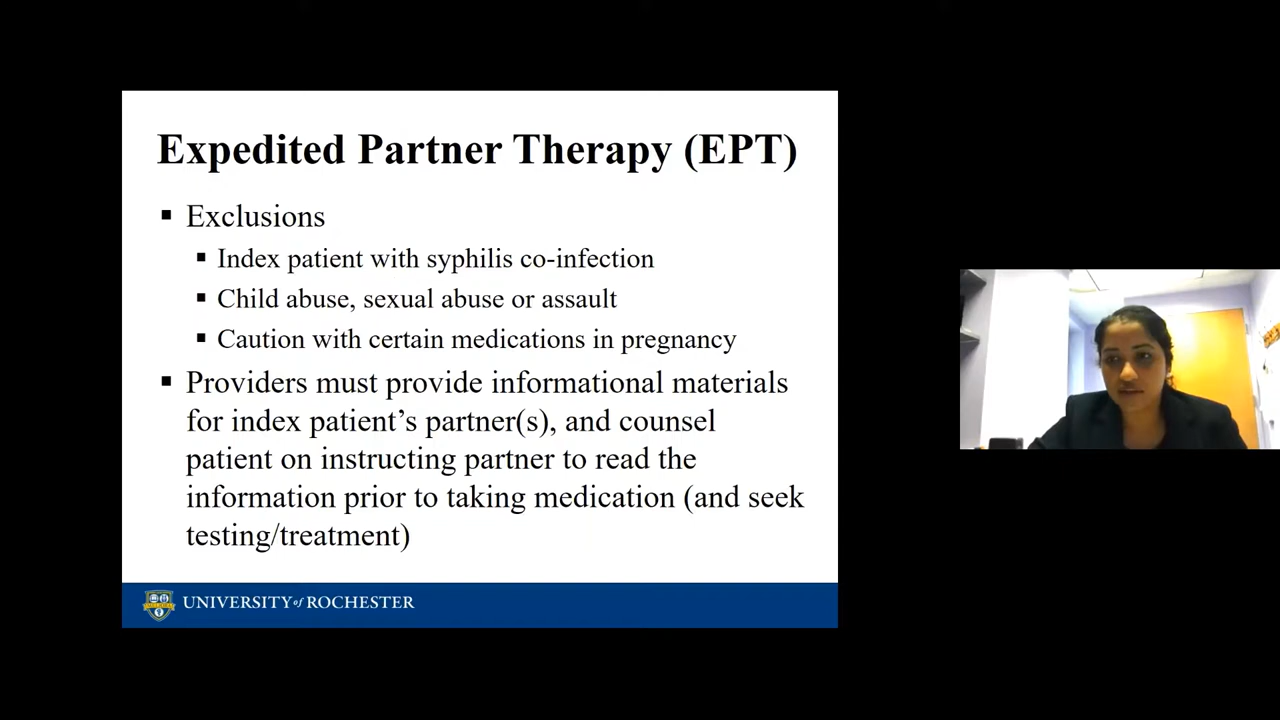 Expedited Partner Therapy (EPT)
▪ Exclusions
▪ Index patient with syphilis co-infection
▪ Child abuse, sexual abuse or assault
▪ Caution with certain medications in pregnancy
▪ Providers must provide informational materials
for index patient’s partner(s), and counsel
patient on instructing partner to read the
information prior to taking medication (and seek
testing/treatment)
UNIVERSITY of ROCHESTER